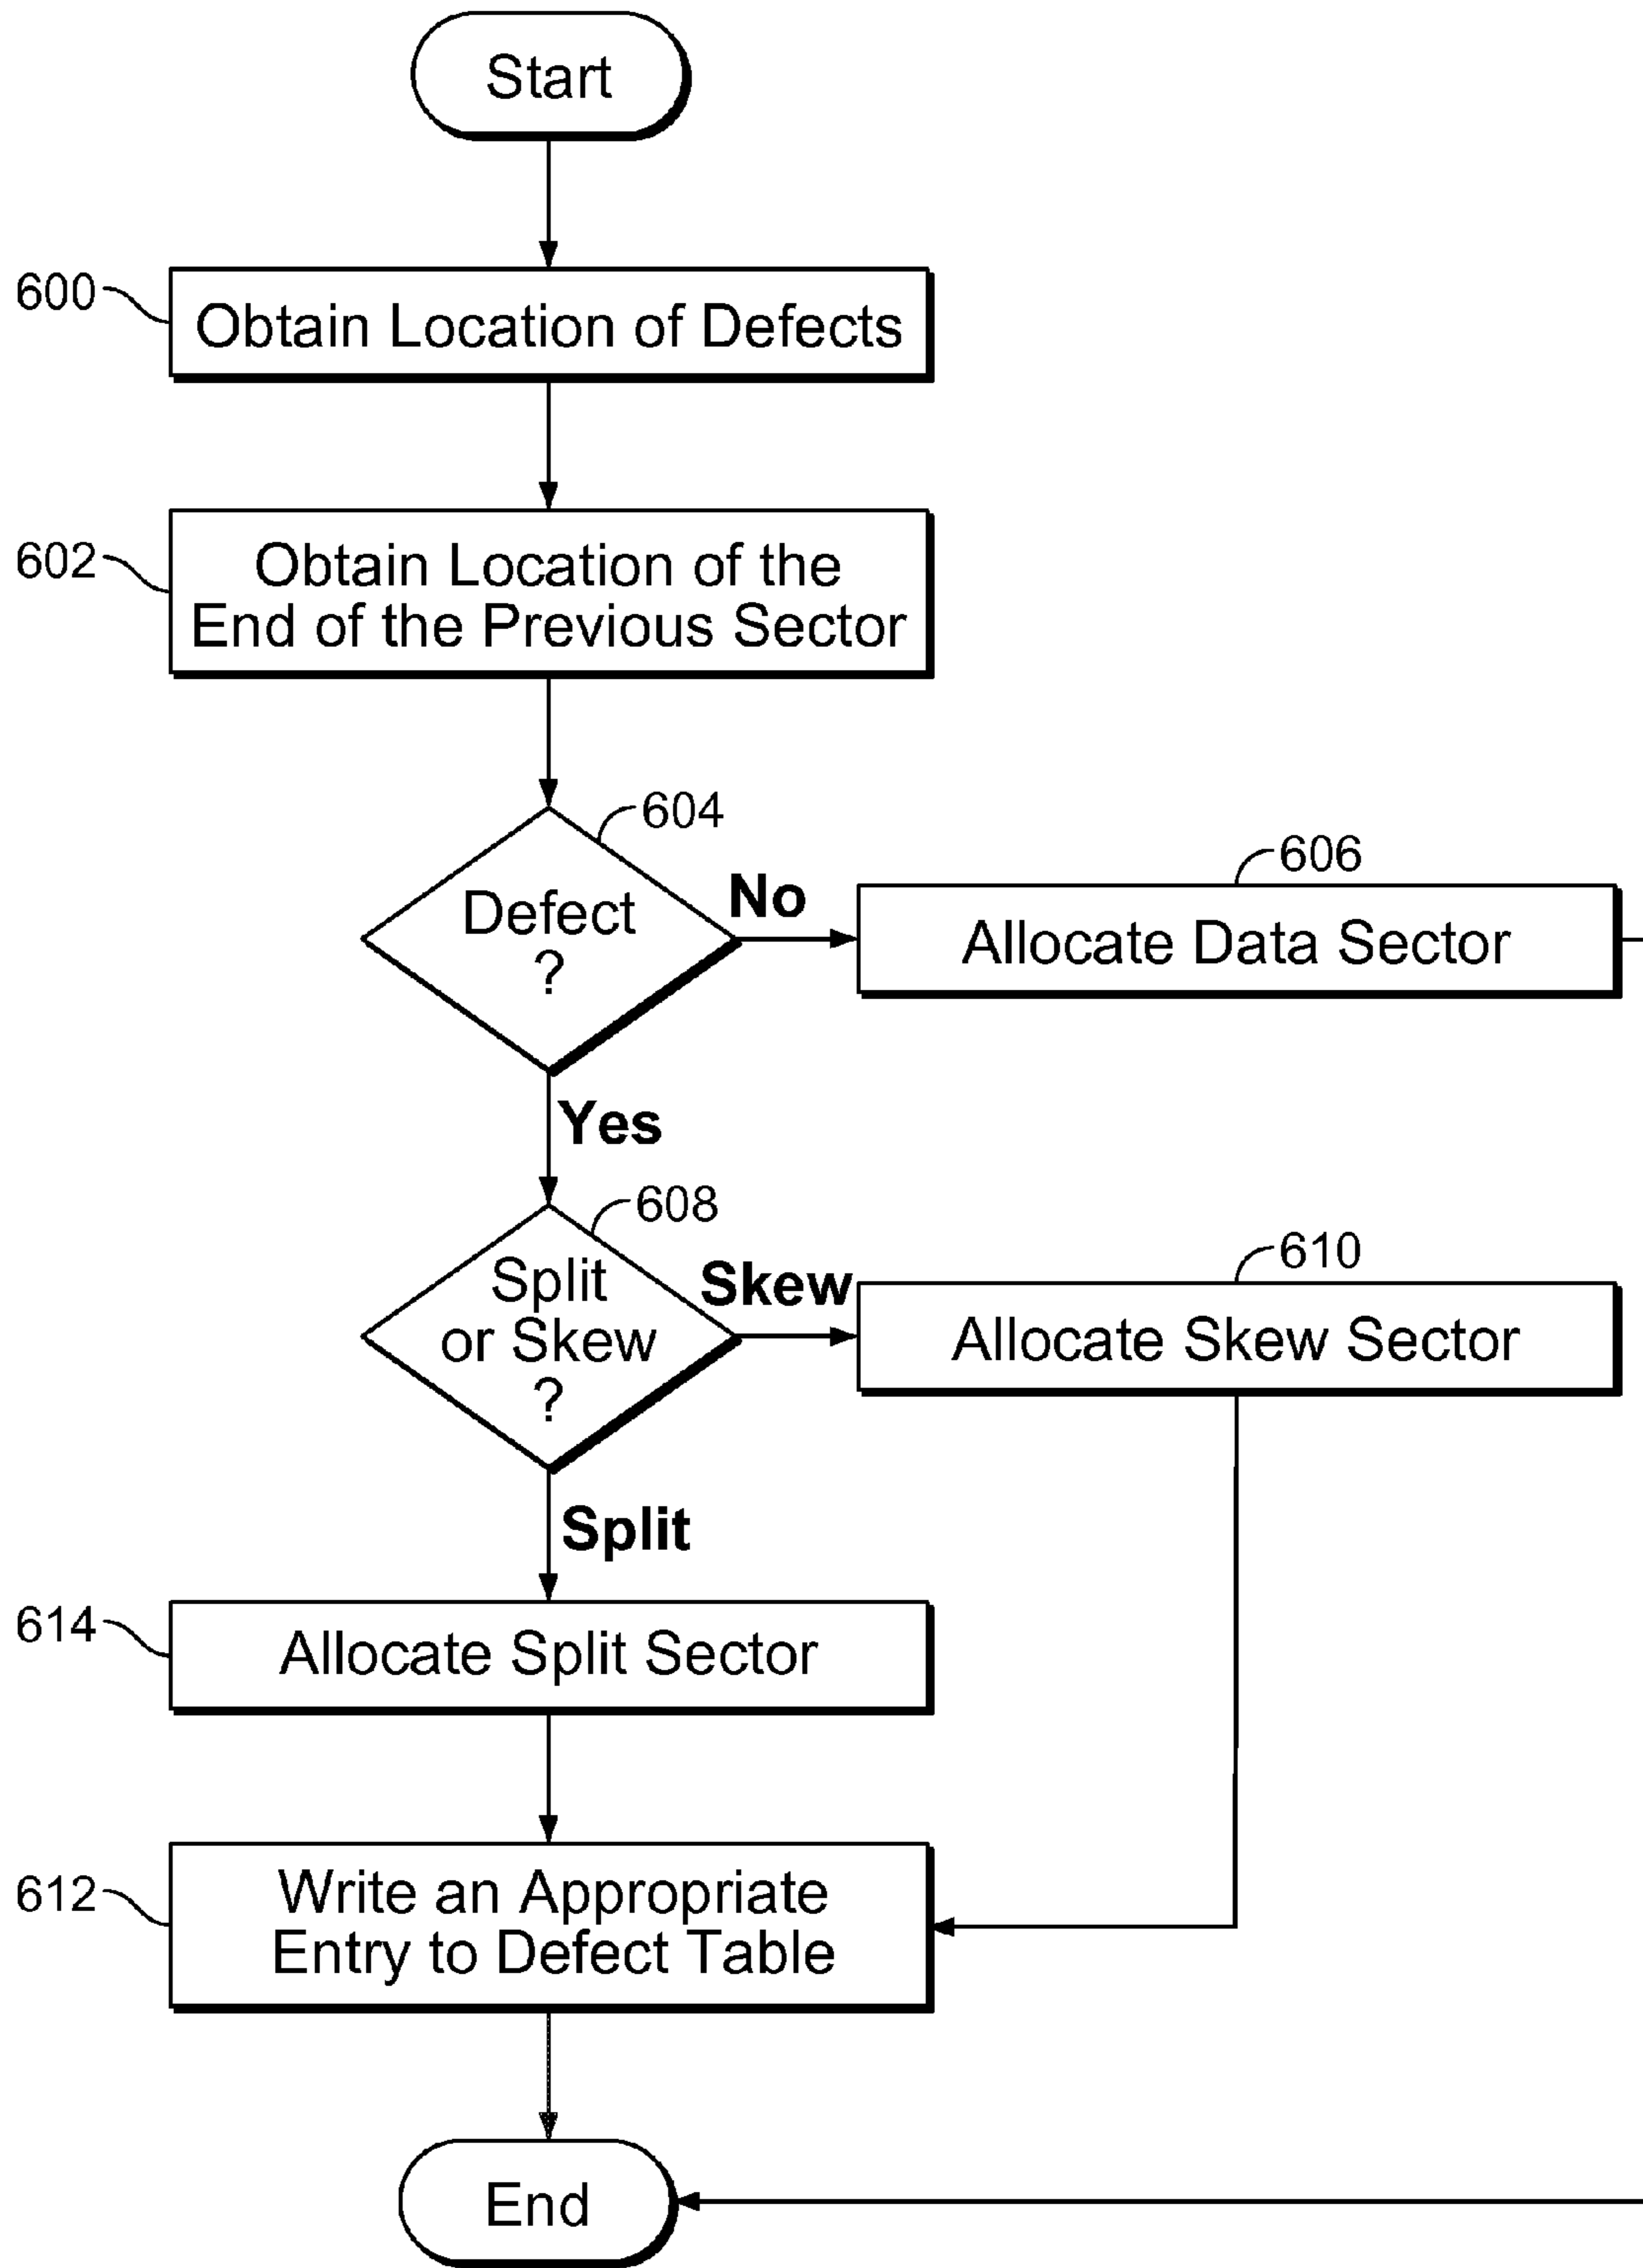 Start
600
Obtain Location of Defects
602
Obtain Location of the
End of the Previous Sector
604
Defect
?
No
606
Allocate Data Sector
Yes
608
Split
or Skew
?
Skew
610
Allocate Skew Sector
Split
614
Allocate Split Sector
612
Write an Appropriate
Entry to Defect Table
End